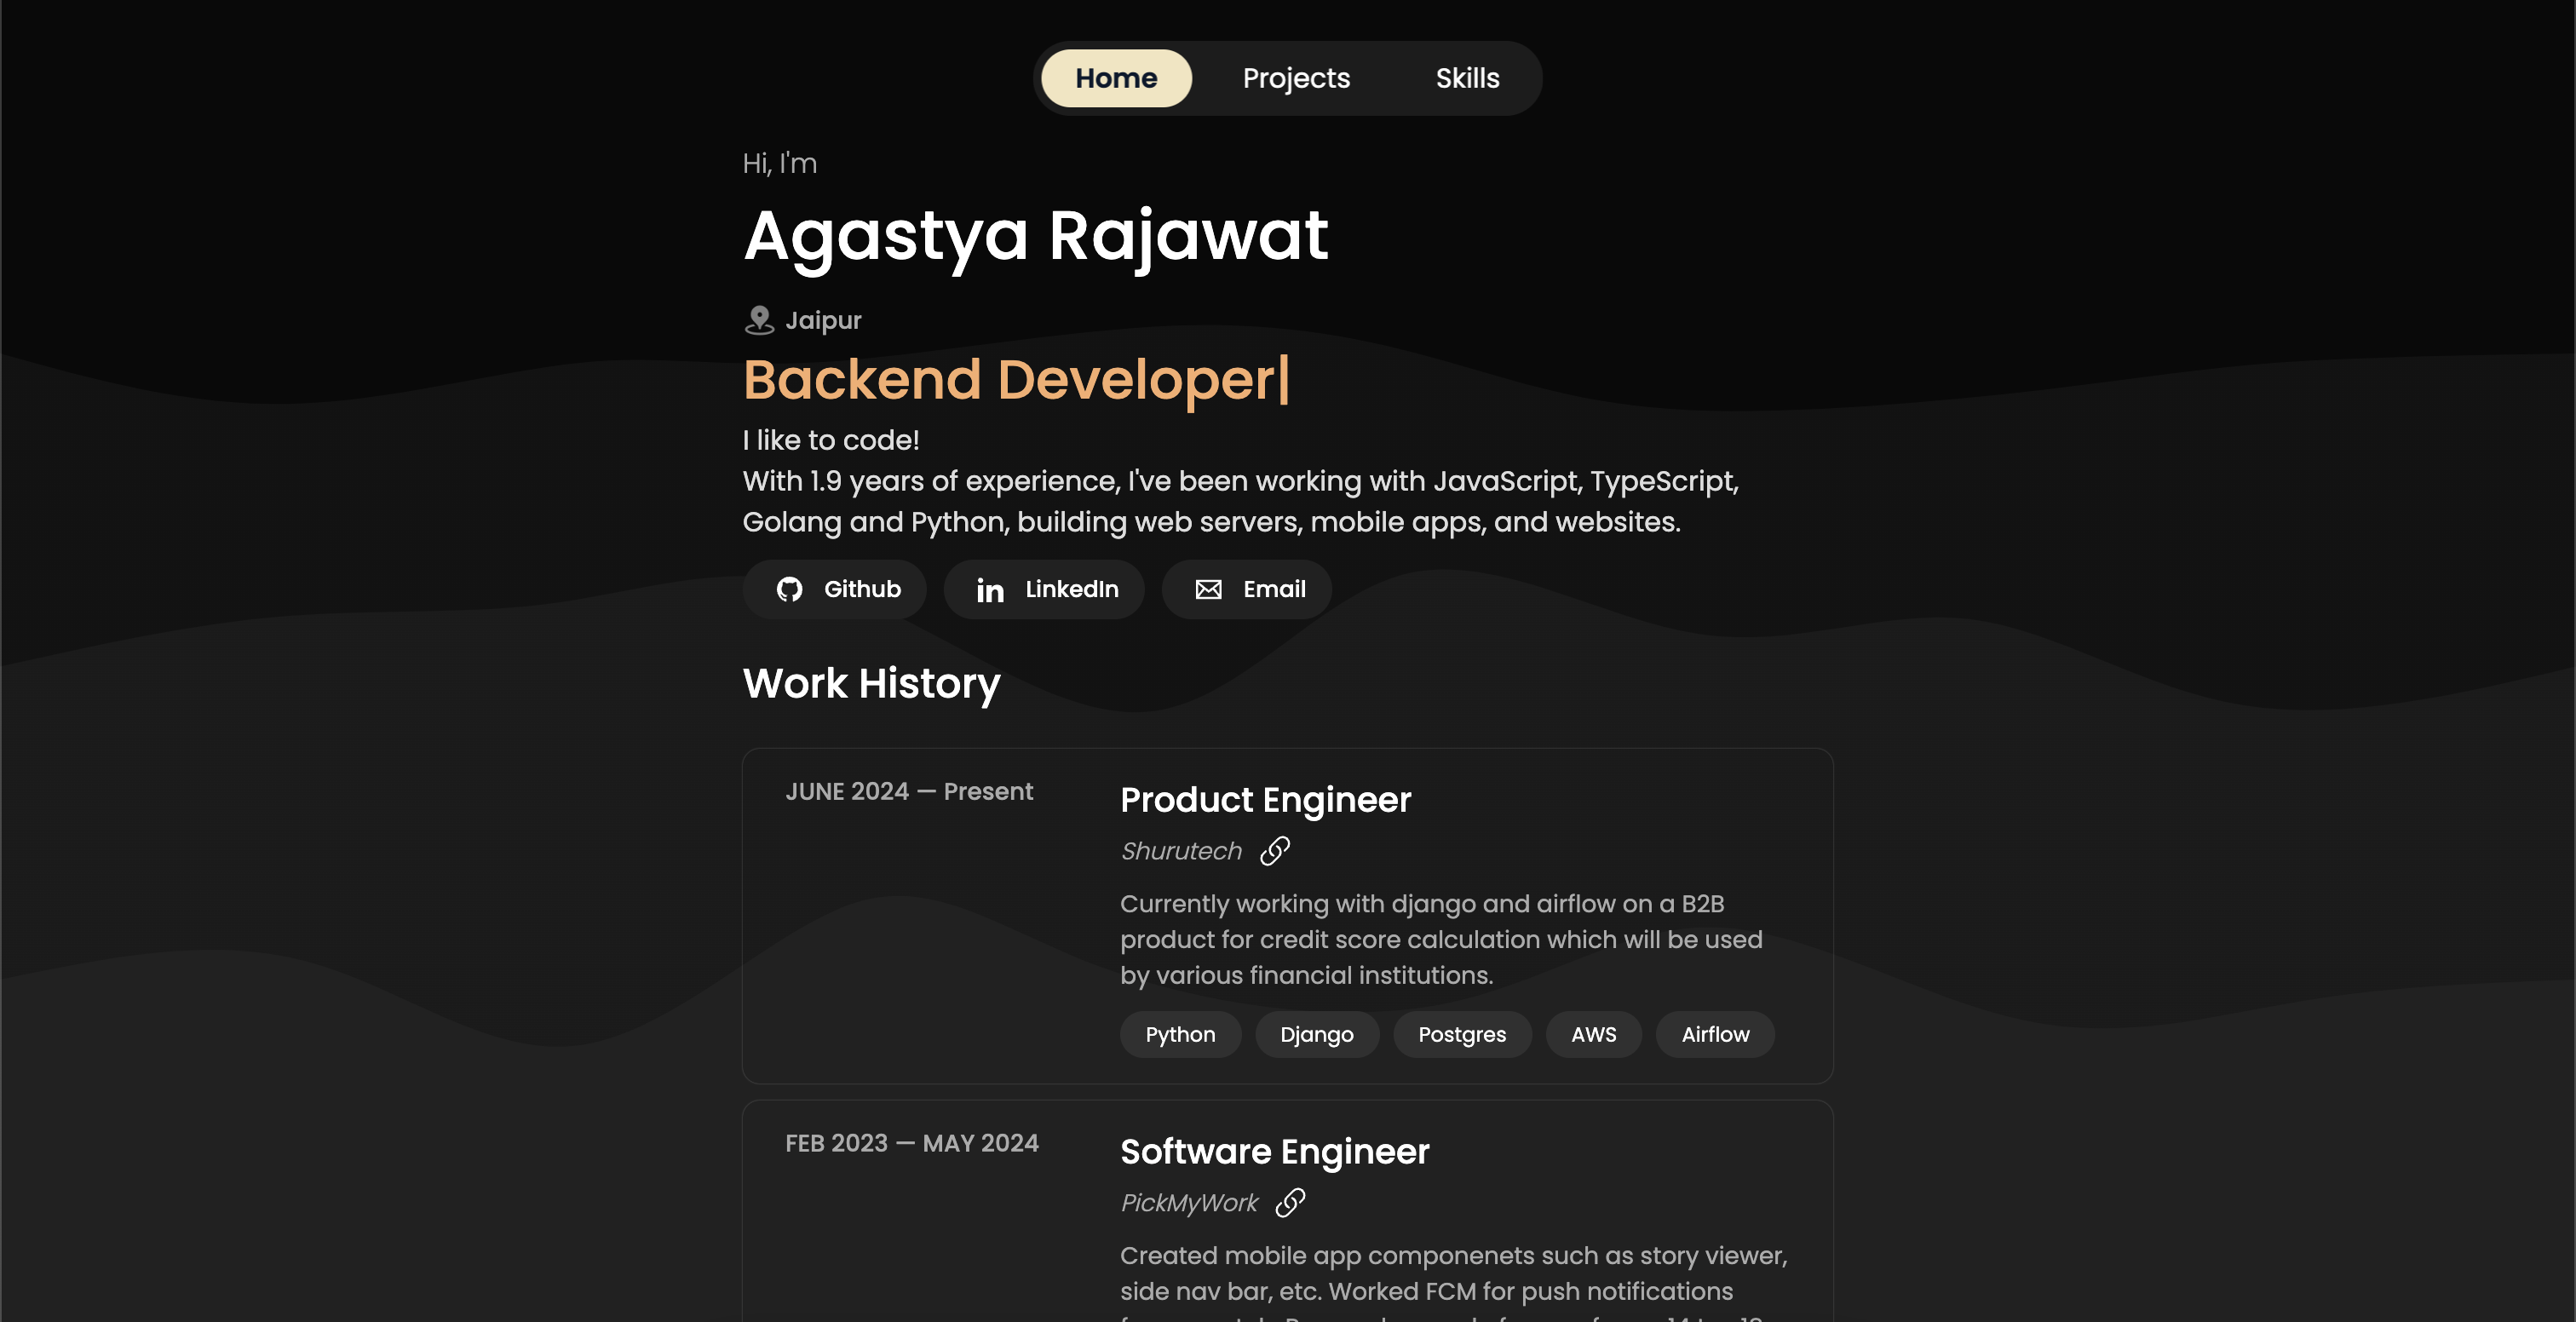 Home Projects Skills
Hi, I'm
Agastya Rajawat
Jaipur
Backend Developer|
I like to code!
With 1.9 years of experience, I've been working with JavaScript, TypeScript,
Golang and Python, building web servers, mobile apps, and websites.
Github LinkedIn Email
Work History
JUNE 2024 — Present
Product Engineer
Shurutech
Currently working with django and airflow on a B2B
product for credit score calculation which will be used
by various financial institutions.
Python Django Postgres AWS Airflow
FEB 2023 — MAY 2024
Software Engineer
PickMyWork
Created mobile app componenets such as story viewer,
side nav bar, etc. Worked FCM for push notifications